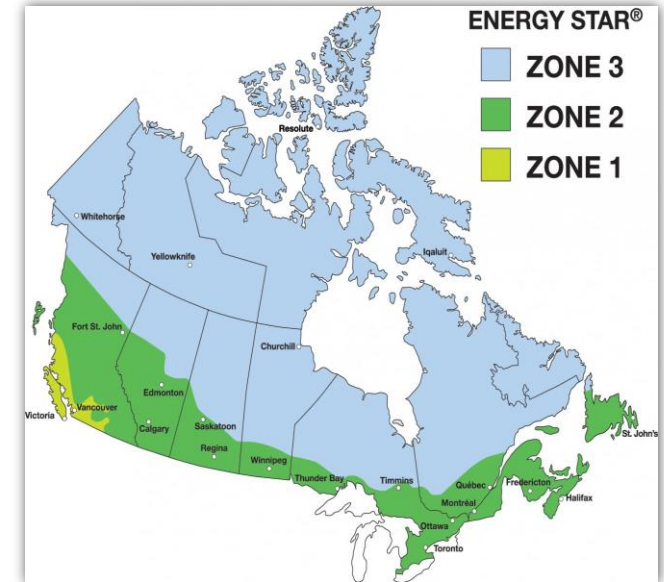 ENERGY STAR®
ZONE 3
ZONE 2
ZONE 1
Resolute
Whitehorse
Iqaluit
Yellowknife
Fort St. John
Churchill
Edmonton
Vancouver
Victoria
Calgary
Saskatoon
Regina
Winnipeg
Thunder Bay
Timmins
Québec
Fredericton
St. John's
Montréal
Halifax
Ottawa
Toronto